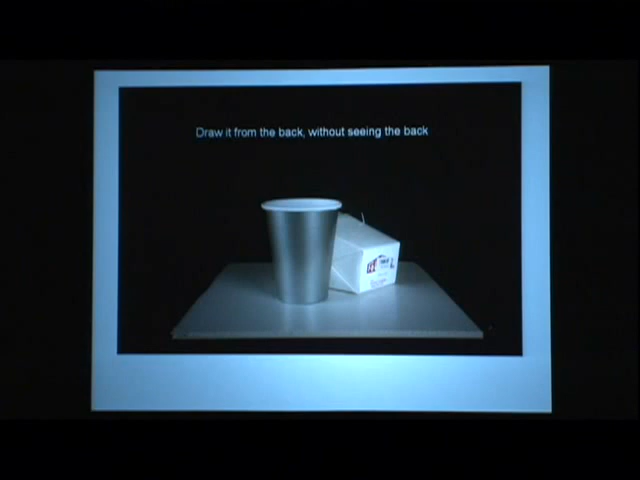 Draw it from the back, without seeing the back